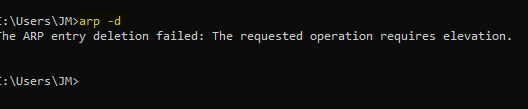 :\Users\JM>arp -d
The ARP entry deletion failed: The requested operation requires elevation.
:\Users\JM>